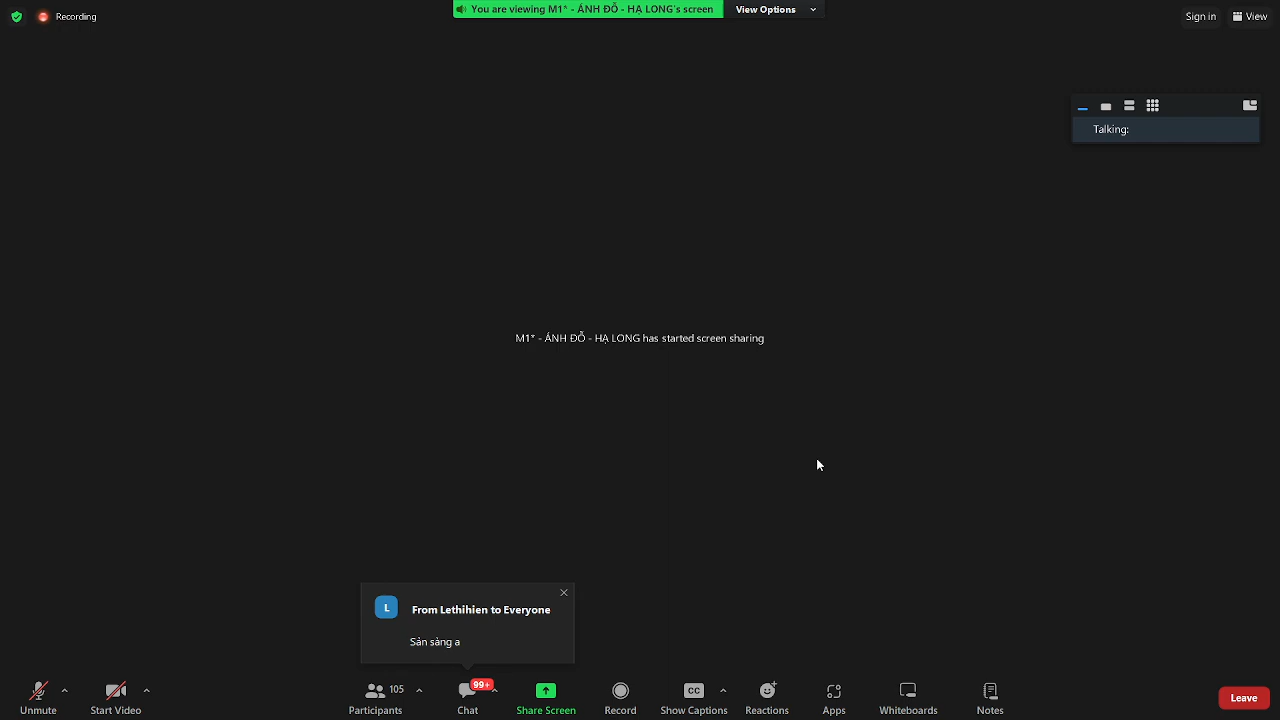 Recording
You are viewing M1* - ÁNH ĐỖ - HẠ LONG's screen
View Options
Sign in
View
Talking:
M1* - ÁNH ĐỖ - HẠ LONG has started screen sharing
L
From Lethihien to Everyone
Sản sàng a
Unmute
Start Video
105
Participants
99+
Chat
Share Screen
Record
CC
Show Captions
Reactions
Apps
Whiteboards
Notes
Leave